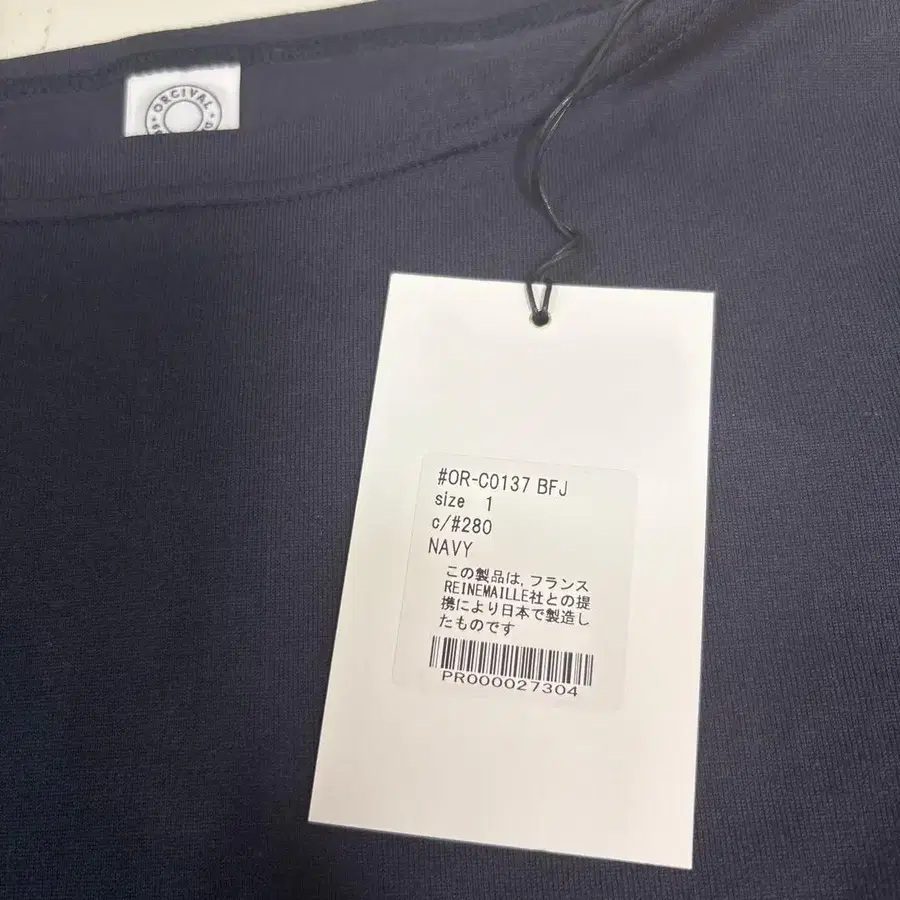 ORCIVAL
#OR-C0137 BFJ
size 1
c/#280
NAVY
この製品は,フランス
REINEMAILLE社との提
携により日本で製造し
たものです
PR000027304